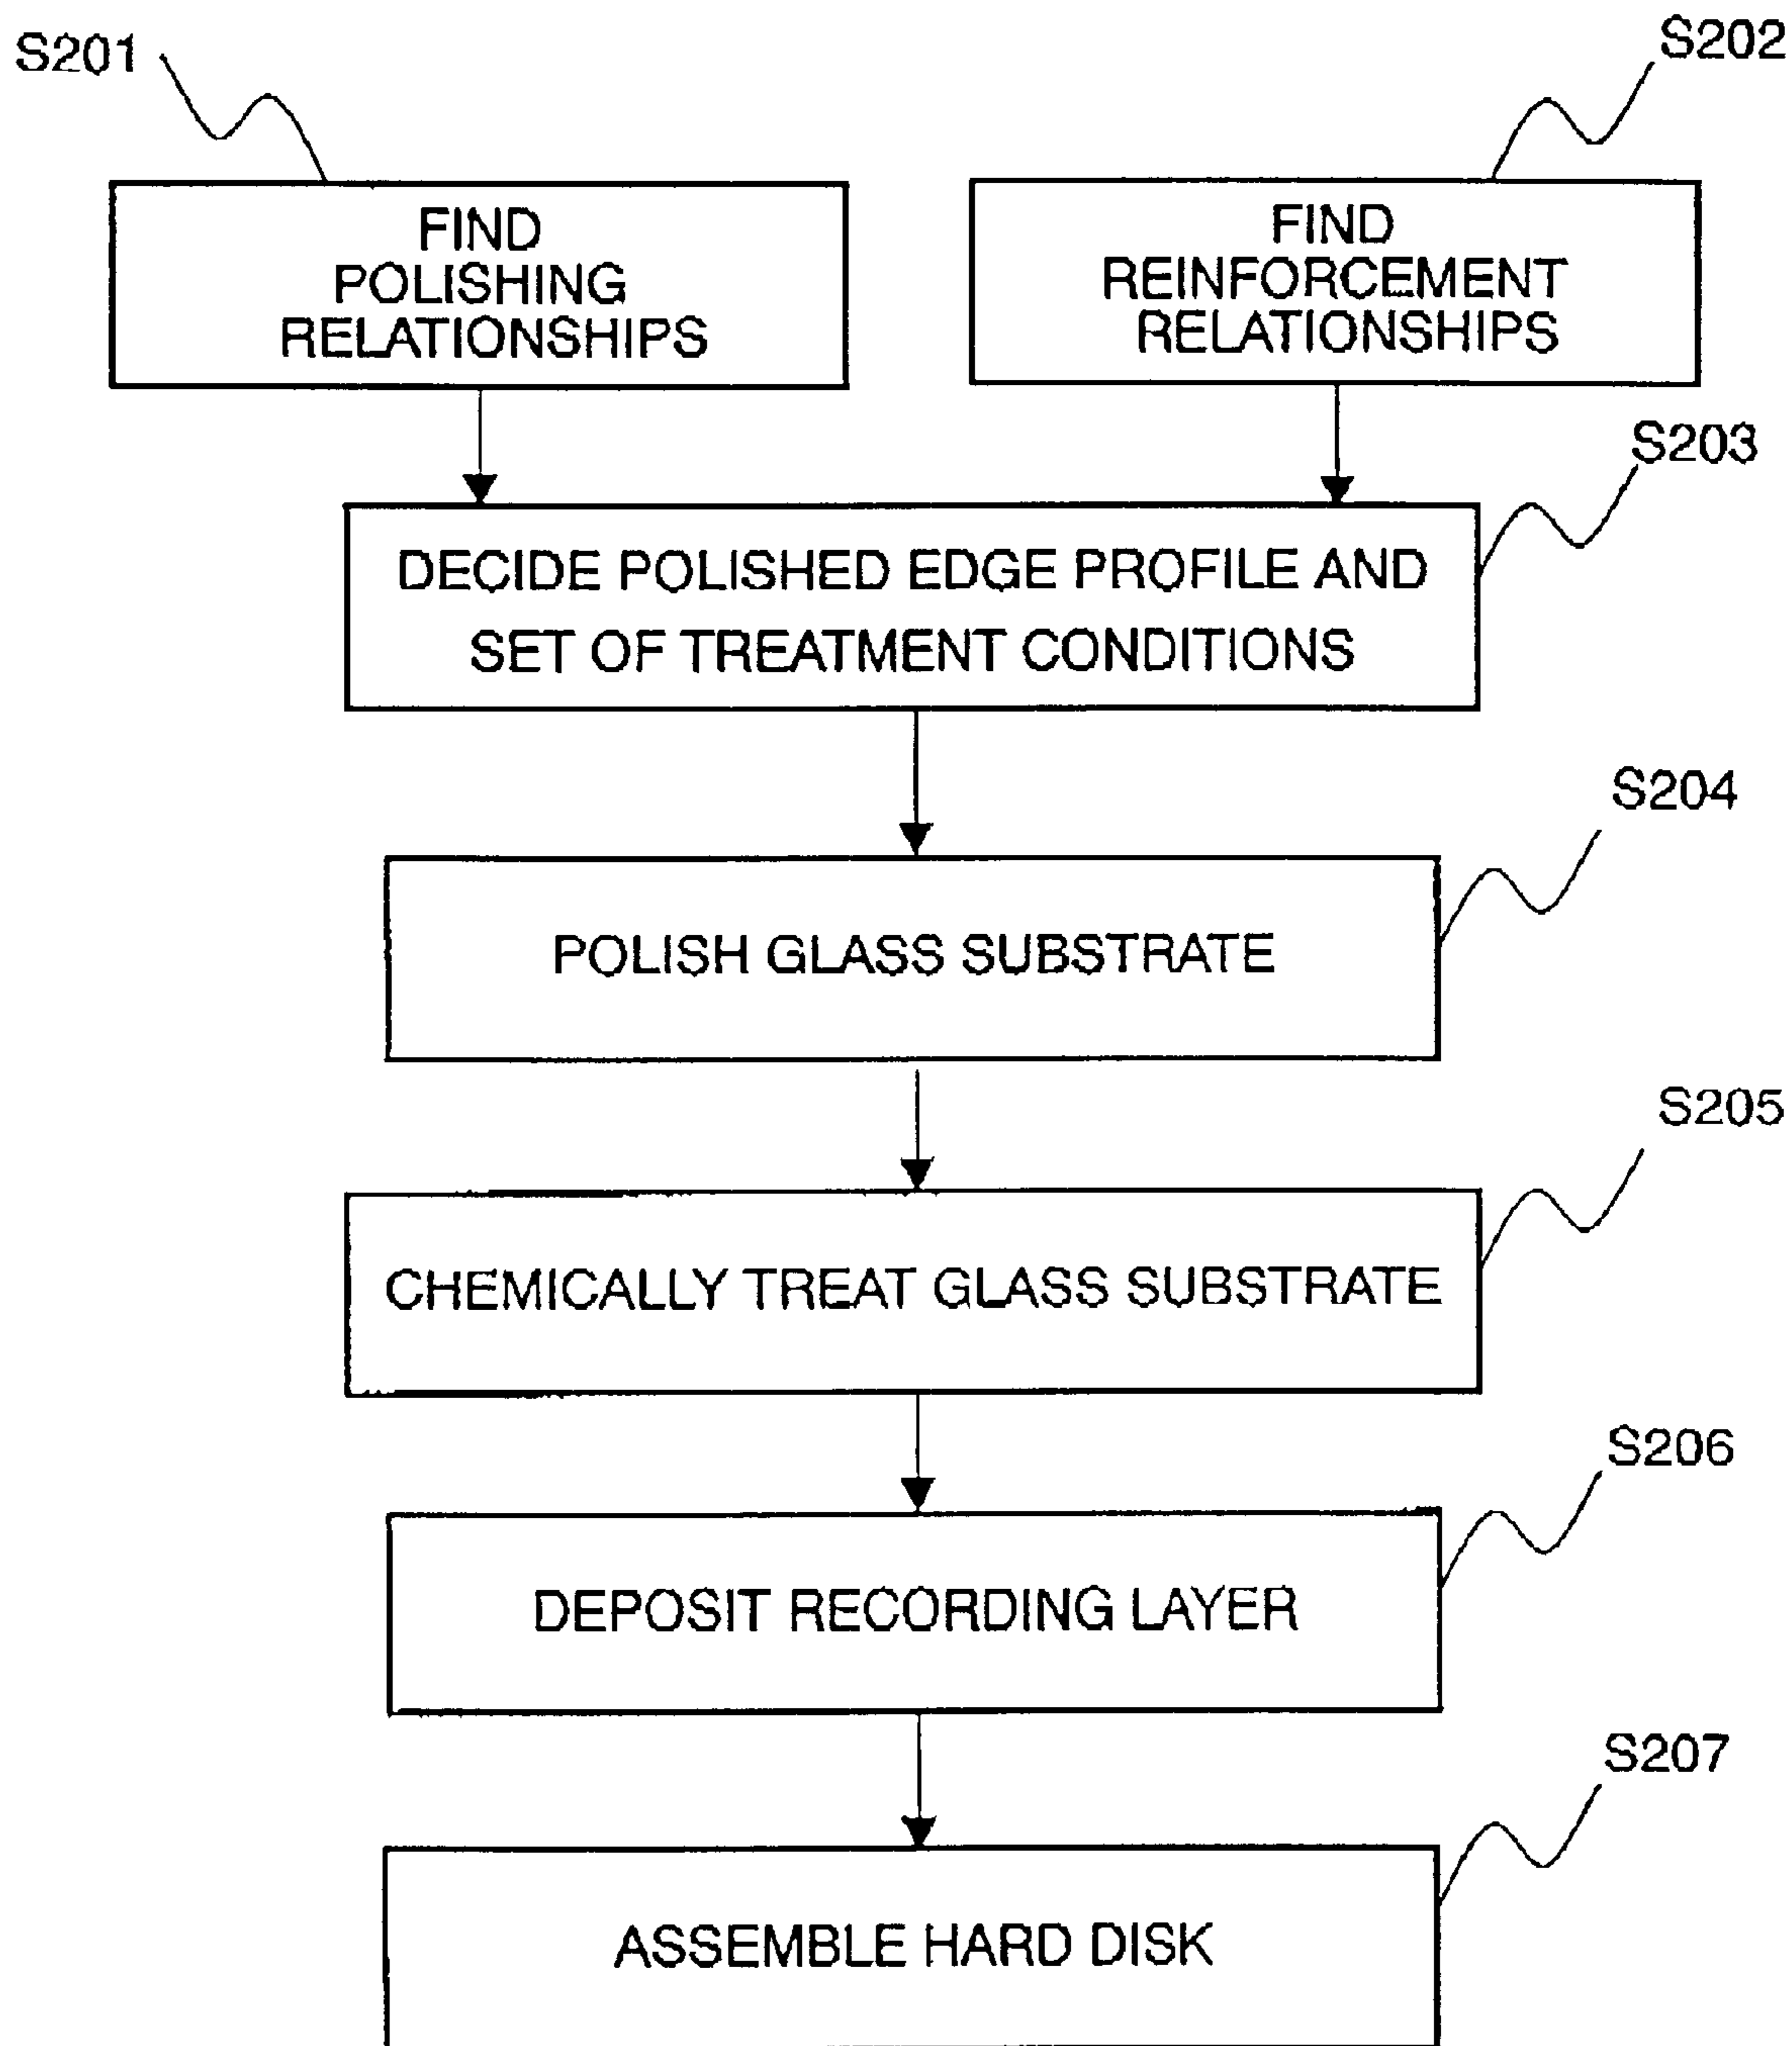 S201
S202
FIND
POLISHING
RELATIONSHIPS
FIND
REINFORCEMENT
RELATIONSHIPS
S203
DECIDE POLISHED EDGE PROFILE AND
SET OF TREATMENT CONDITIONS
S204
POLISH GLASS SUBSTRATE
S205
CHEMICALLY TREAT GLASS SUBSTRATE
S206
DEPOSIT RECORDING LAYER
S207
ASSEMBLE HARD DISK